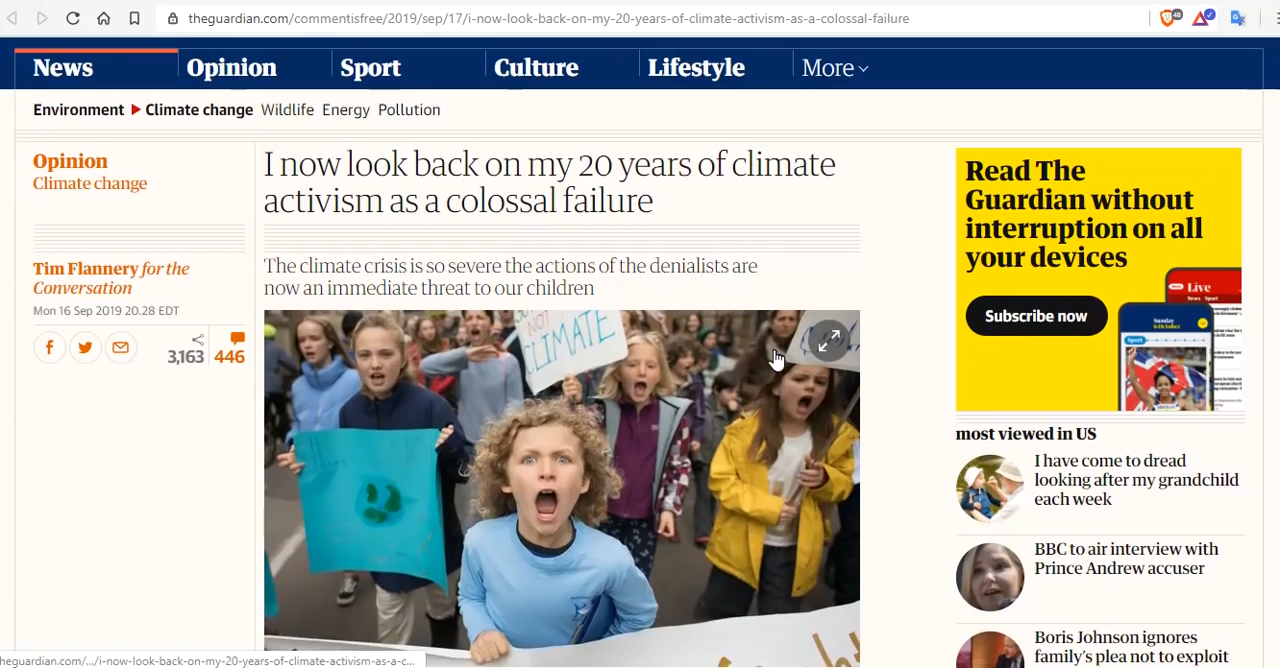 theguardian.com/commentisfree/2019/sep/17/i-now-look-back-on-my-20-years-of-climate-activism-as-a-colossal-failure
48
News
Opinion
Sport
Culture
Lifestyle
More
Environment
Climate change
Wildlife
Energy
Pollution
Opinion
Climate change
Tim Flannery for the
Conversation
Mon 16 Sep 2019 20.28 EDT
3,163
446
I now look back on my 20 years of climate
activism as a colossal failure
The climate crisis is so severe the actions of the denialists are
now an immediate threat to our children
NOT
CLIMATE
Read The
Guardian without
interruption on all
your devices
Subscribe now
Live
Sunday
6 October
Sport
most viewed in US
I have come to dread
looking after my grandchild
each week
BBC to air interview with
Prince Andrew accuser
Boris Johnson ignores
family's plea not to exploit
heguardian.com/.../i-now-look-back-on-my-20-years-of-climate-activism-as-a-c...